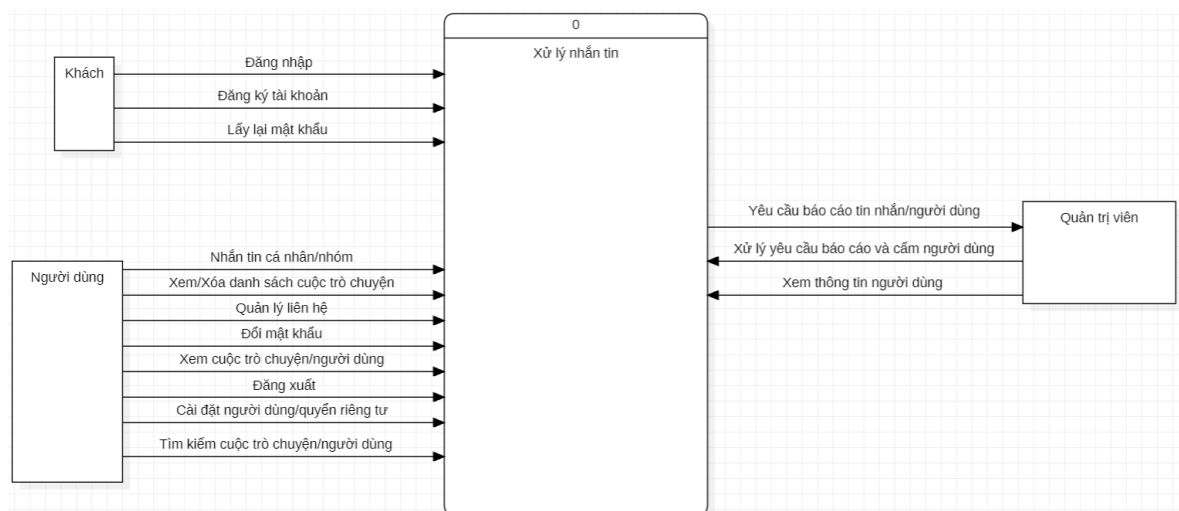 0
Xử lý nhắn tin
Khách
Đăng nhập
Đăng ký tài khoản
Lấy lại mật khẩu
Người dùng
Nhắn tin cá nhân/nhóm
Xem/Xóa danh sách cuộc trò chuyện
Quản lý liên hệ
Đổi mật khẩu
Xem cuộc trò chuyện/người dùng
Đăng xuất
Cài đặt người dùng/quyển riêng tư
Tìm kiếm cuộc trò chuyện/người dùng
Yêu cầu báo cáo tin nhắn/người dùng
Xử lý yêu cầu báo cáo và cấm người dùng
Xem thông tin người dùng
Quản trị viên